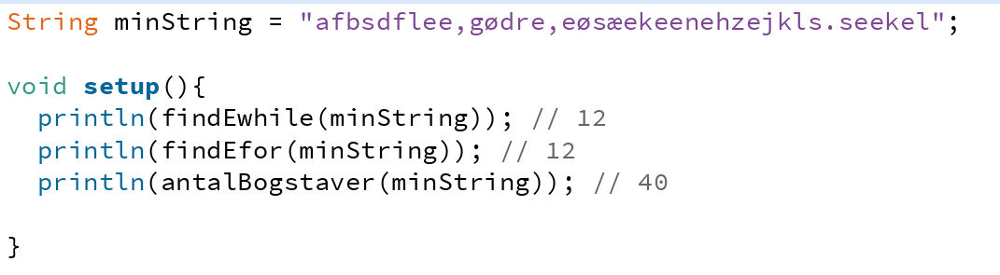 String minString = "afbsdflee,gødre,eøsæekeenehzejkls.seekel";
void setup(){
  println(findEwhile(minString)); // 12
  println(findEfor(minString)); // 12
  println(antalBogstaver(minString)); // 40
}